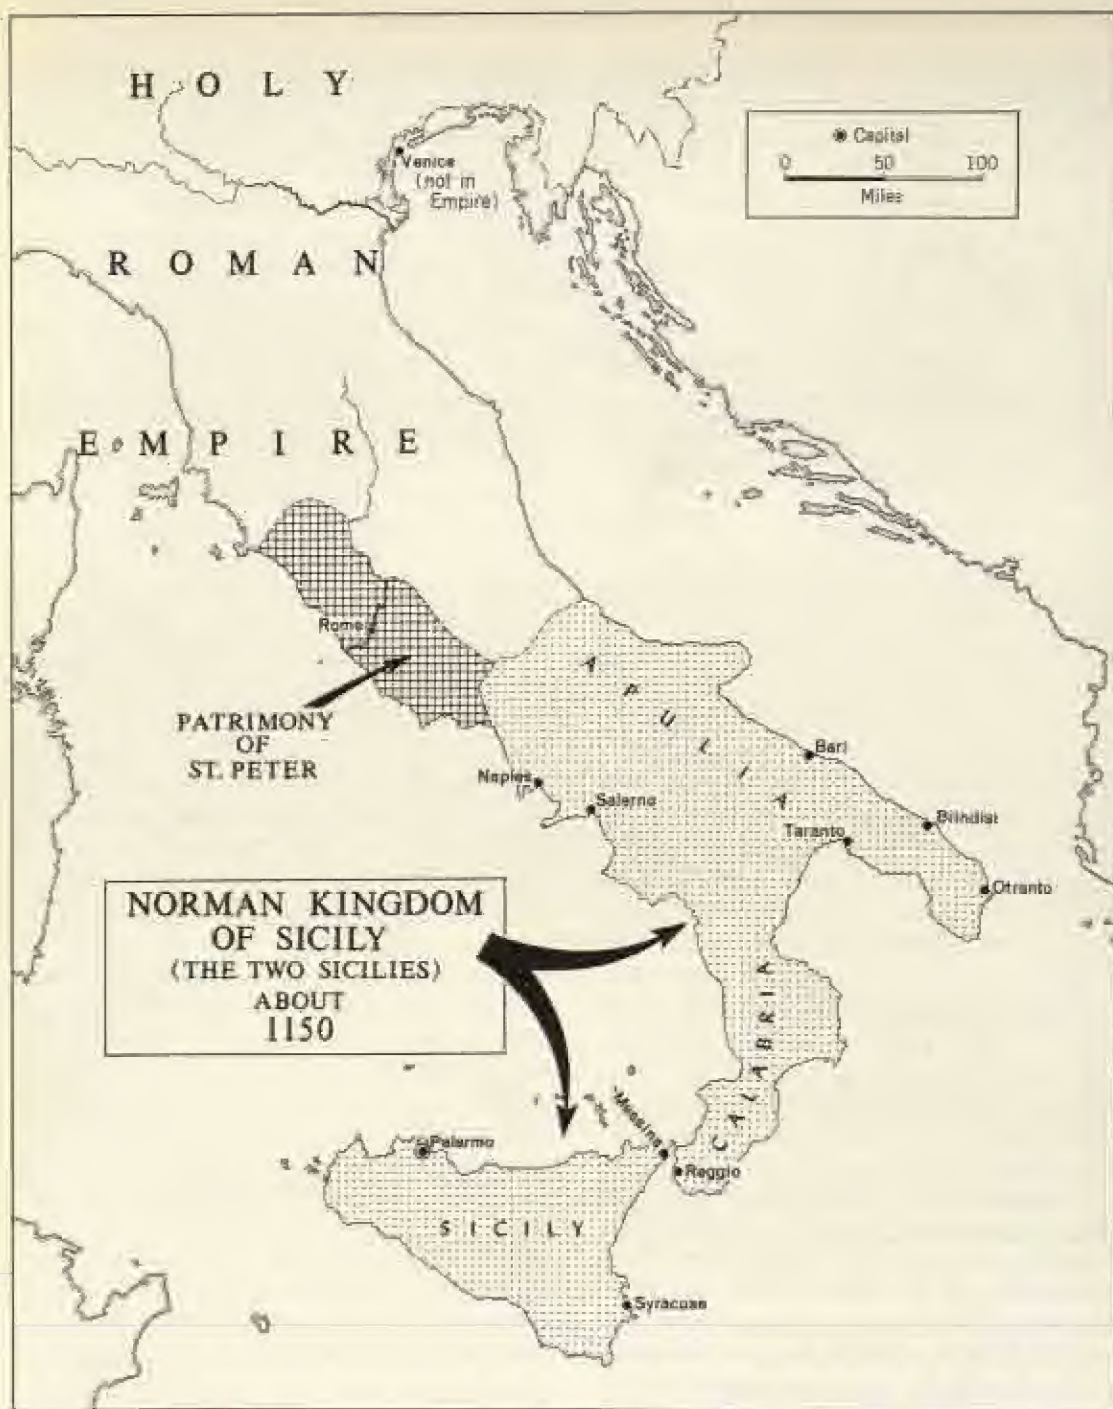 HOLY
Venice
(not in
Empire)
Capital
0 50 100
Miles
ROMAN
EMPIRE
Rome
PATRIMONY
OF
ST. PETER
APULIA
Bari
Naples
Salerno
Taranto
Brindisi
Otranto
NORMAN KINGDOM
OF SICILY
(THE TWO SICILIES)
ABOUT
1150
CALABRIA
Messina
Palermo
Reggio
SICILY
Syracuse